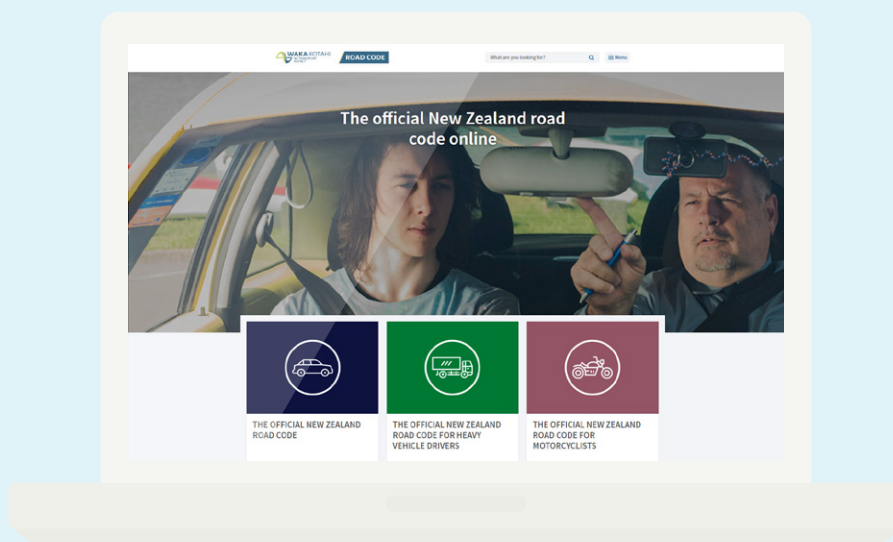 WAKA KOTAHI
ROAD CODE
What are you looking for?
Menu
The official New Zealand road
code online
THE OFFICIAL NEW ZEALAND
ROAD CODE
THE OFFICIAL NEW ZEALAND
ROAD CODE FOR HEAVY
VEHICLE DRIVERS
THE OFFICIAL NEW ZEALAND
ROAD CODE FOR
MOTORCYCLISTS